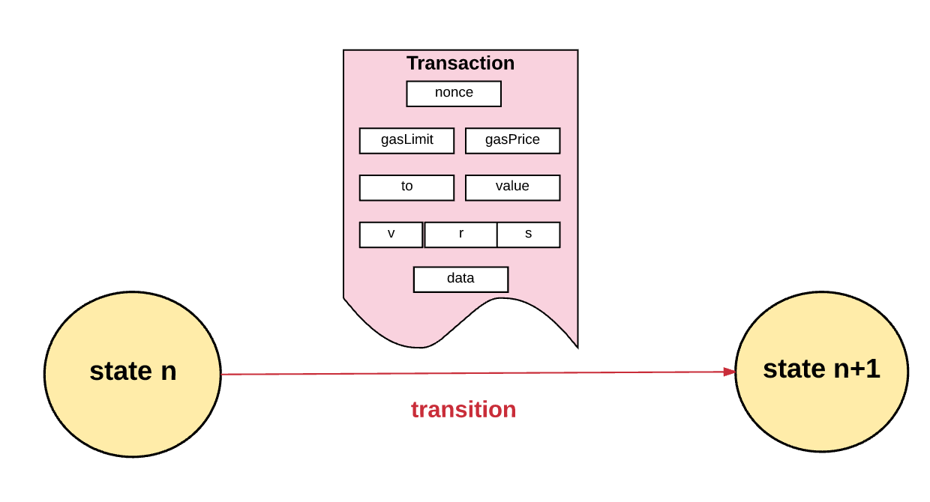 Transaction
nonce
gasLimit gasPrice
to value
v r s
data
state n
state n+1
transition